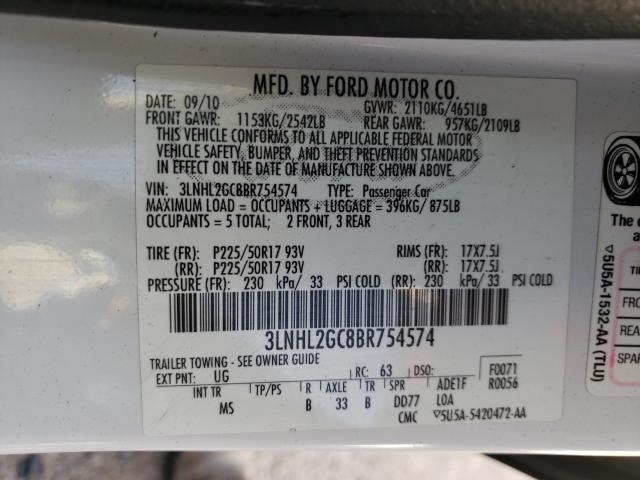 MFD. BY FORD MOTOR CO.
DATE: 09/10 GVWR: 2110KG/4651LB
FRONT GAWR: 1153KG/2542LB REAR GAWR: 957KG/2109LB
THIS VEHICLE CONFORMS TO ALL APPLICABLE FEDERAL MOTOR
VEHICLE SAFETY, BUMPER, AND THEFT PREVENTION STANDARDS
IN EFFECT ON THE DATE OF MANUFACTURE SHOWN ABOVE.
VIN: 3LNHL2GC8BR754574 TYPE: Passenger Car
MAXIMUM LOAD = OCCUPANTS + LUGGAGE = 396KG/ 875LB
OCCUPANTS = 5 TOTAL; 2 FRONT, 3 REAR
TIRE (FR): P225/50R17 93V RIMS (FR): 17X7.5J
(RR): P225/50R17 93V (RR): 17X7.5J
PRESSURE (FR): 230 kPa/ 33 PSI COLD (RR): 230 kPa/ 33 PSI COLD
3LNHL2GC8BR754574
TRAILER TOWING - SEE OWNER GUIDE
EXT PNT: UG RC: 63 DSO: F0071
R0056
INT TR TP/PS R AXLE TR SPR ADE1F
MS B 33 B DD77 LOA
CMC ▽5U5A-5420472-AA
▽5U5A-1532-AA (TLU)
The
FRO
REA
SPAR